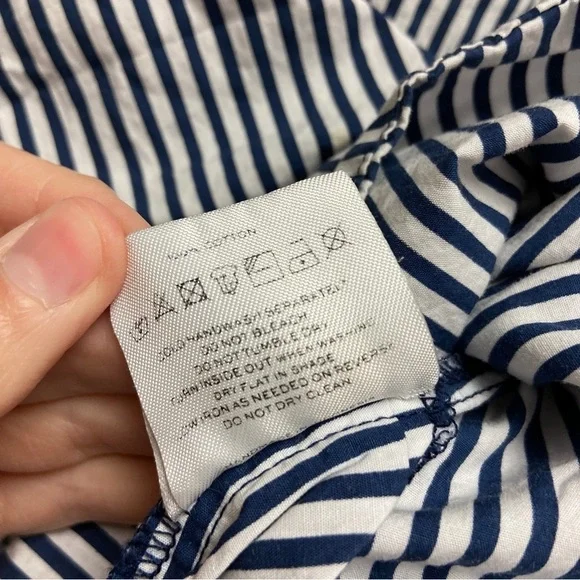 100% COTTON
COLD HANDWASH SEPARATELY
DO NOT BLEACH
DO NOT TUMBLE DRY
TURN INSIDE OUT WHEN WASHING
DRY FLAT IN SHADE
IRON AS NEEDED ON REVERSE
DO NOT DRY CLEAN